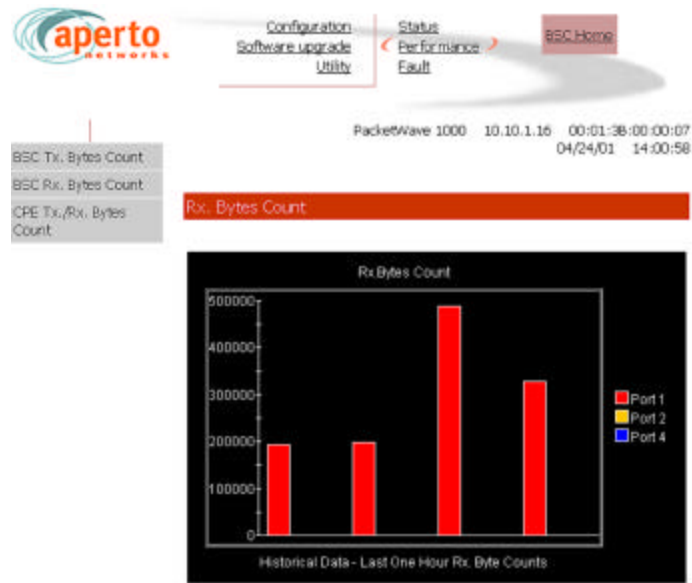 aperto
networks
Configuration
Software upgrade
Utility
Status
Performance
Fault
BSC Home
PacketWave 1000 10.10.1.16 00:01:3B:00:00:07
04/24/01 14:00:58
BSC Tx. Bytes Count
BSC Rx. Bytes Count
CPE Tx./Rx. Bytes
Count
Rx. Bytes Count
Rx.Bytes Count
500000
400000
300000
200000
100000
0
Port 1
Port 2
Port 4
Historical Data - Last One Hour Rx. Byte Counts